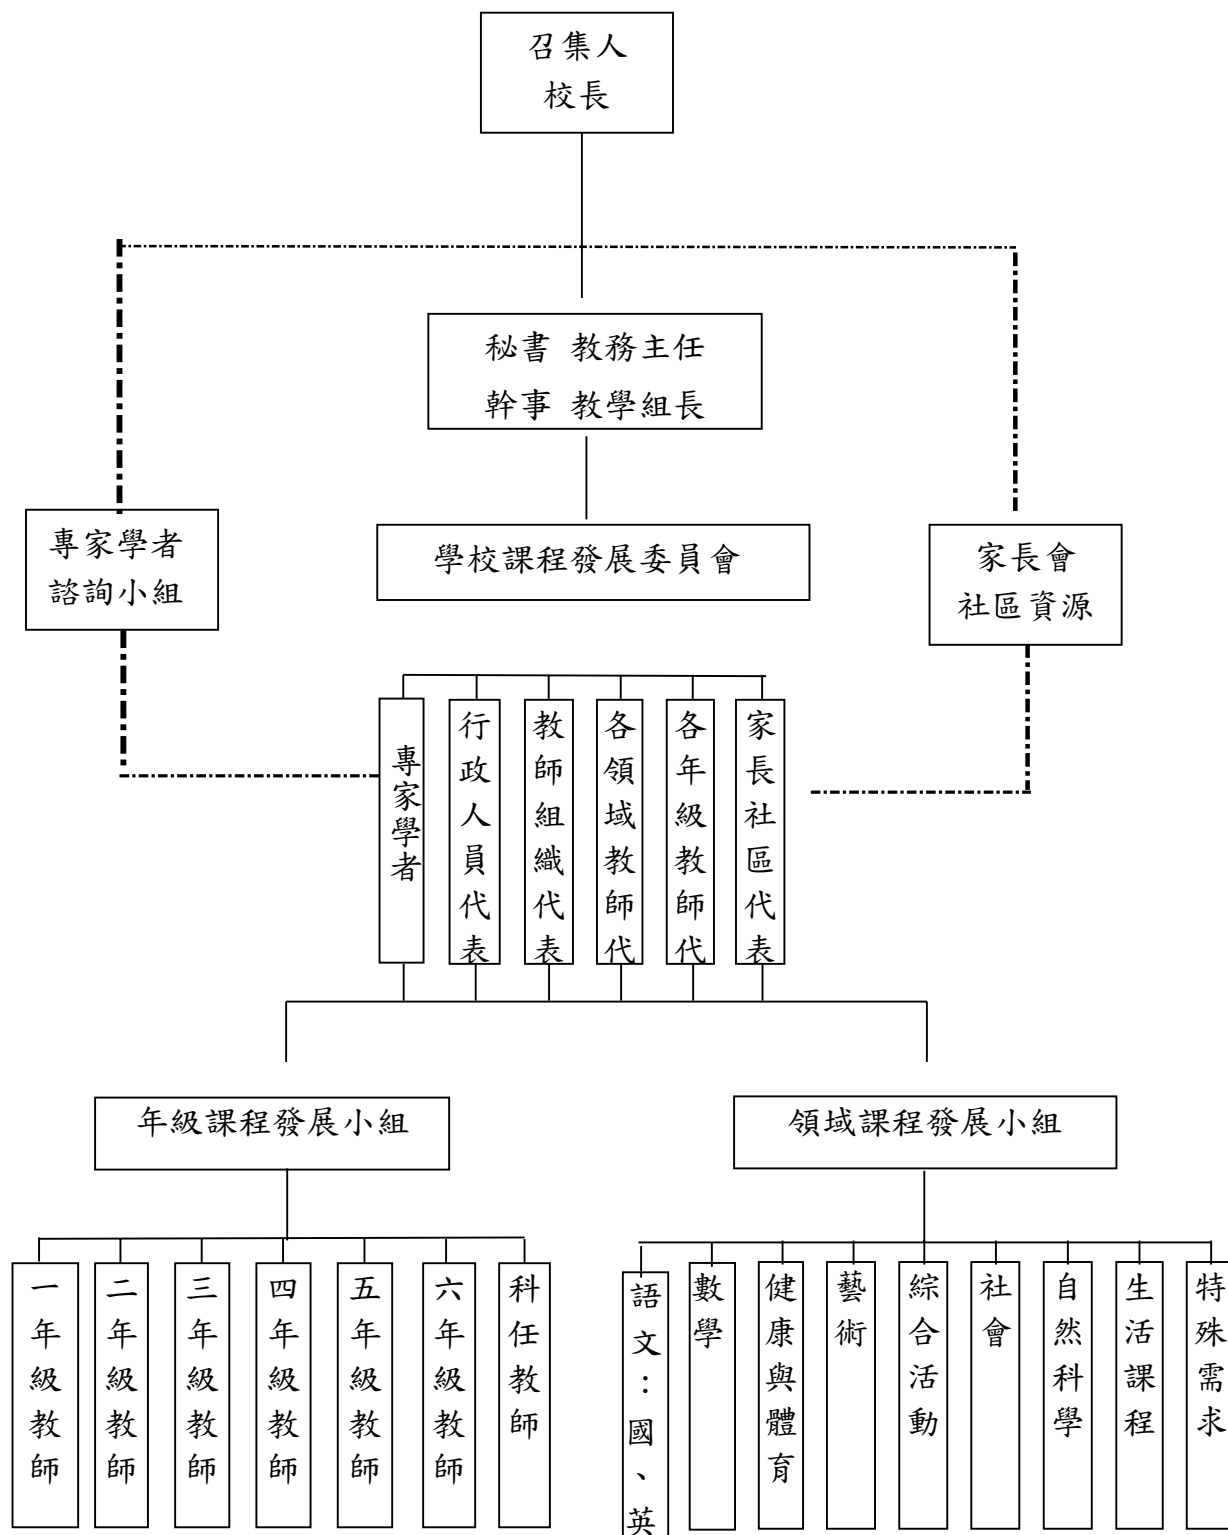 召集人
校長
秘書 教務主任
幹事 教學組長
專家學者
諮詢小組
學校課程發展委員會
家長會
社區資源
專家學者
行政人員代表
教師組織代表
各領域教師代
各年級教師代
家長社區代表
年級課程發展小組
領域課程發展小組
一年級教師
二年級教師
三年級教師
四年級教師
五年級教師
六年級教師
科任教師
語文：國、英
數學
健康與體育
藝術
綜合活動
社會
自然科學
生活課程
特殊需求